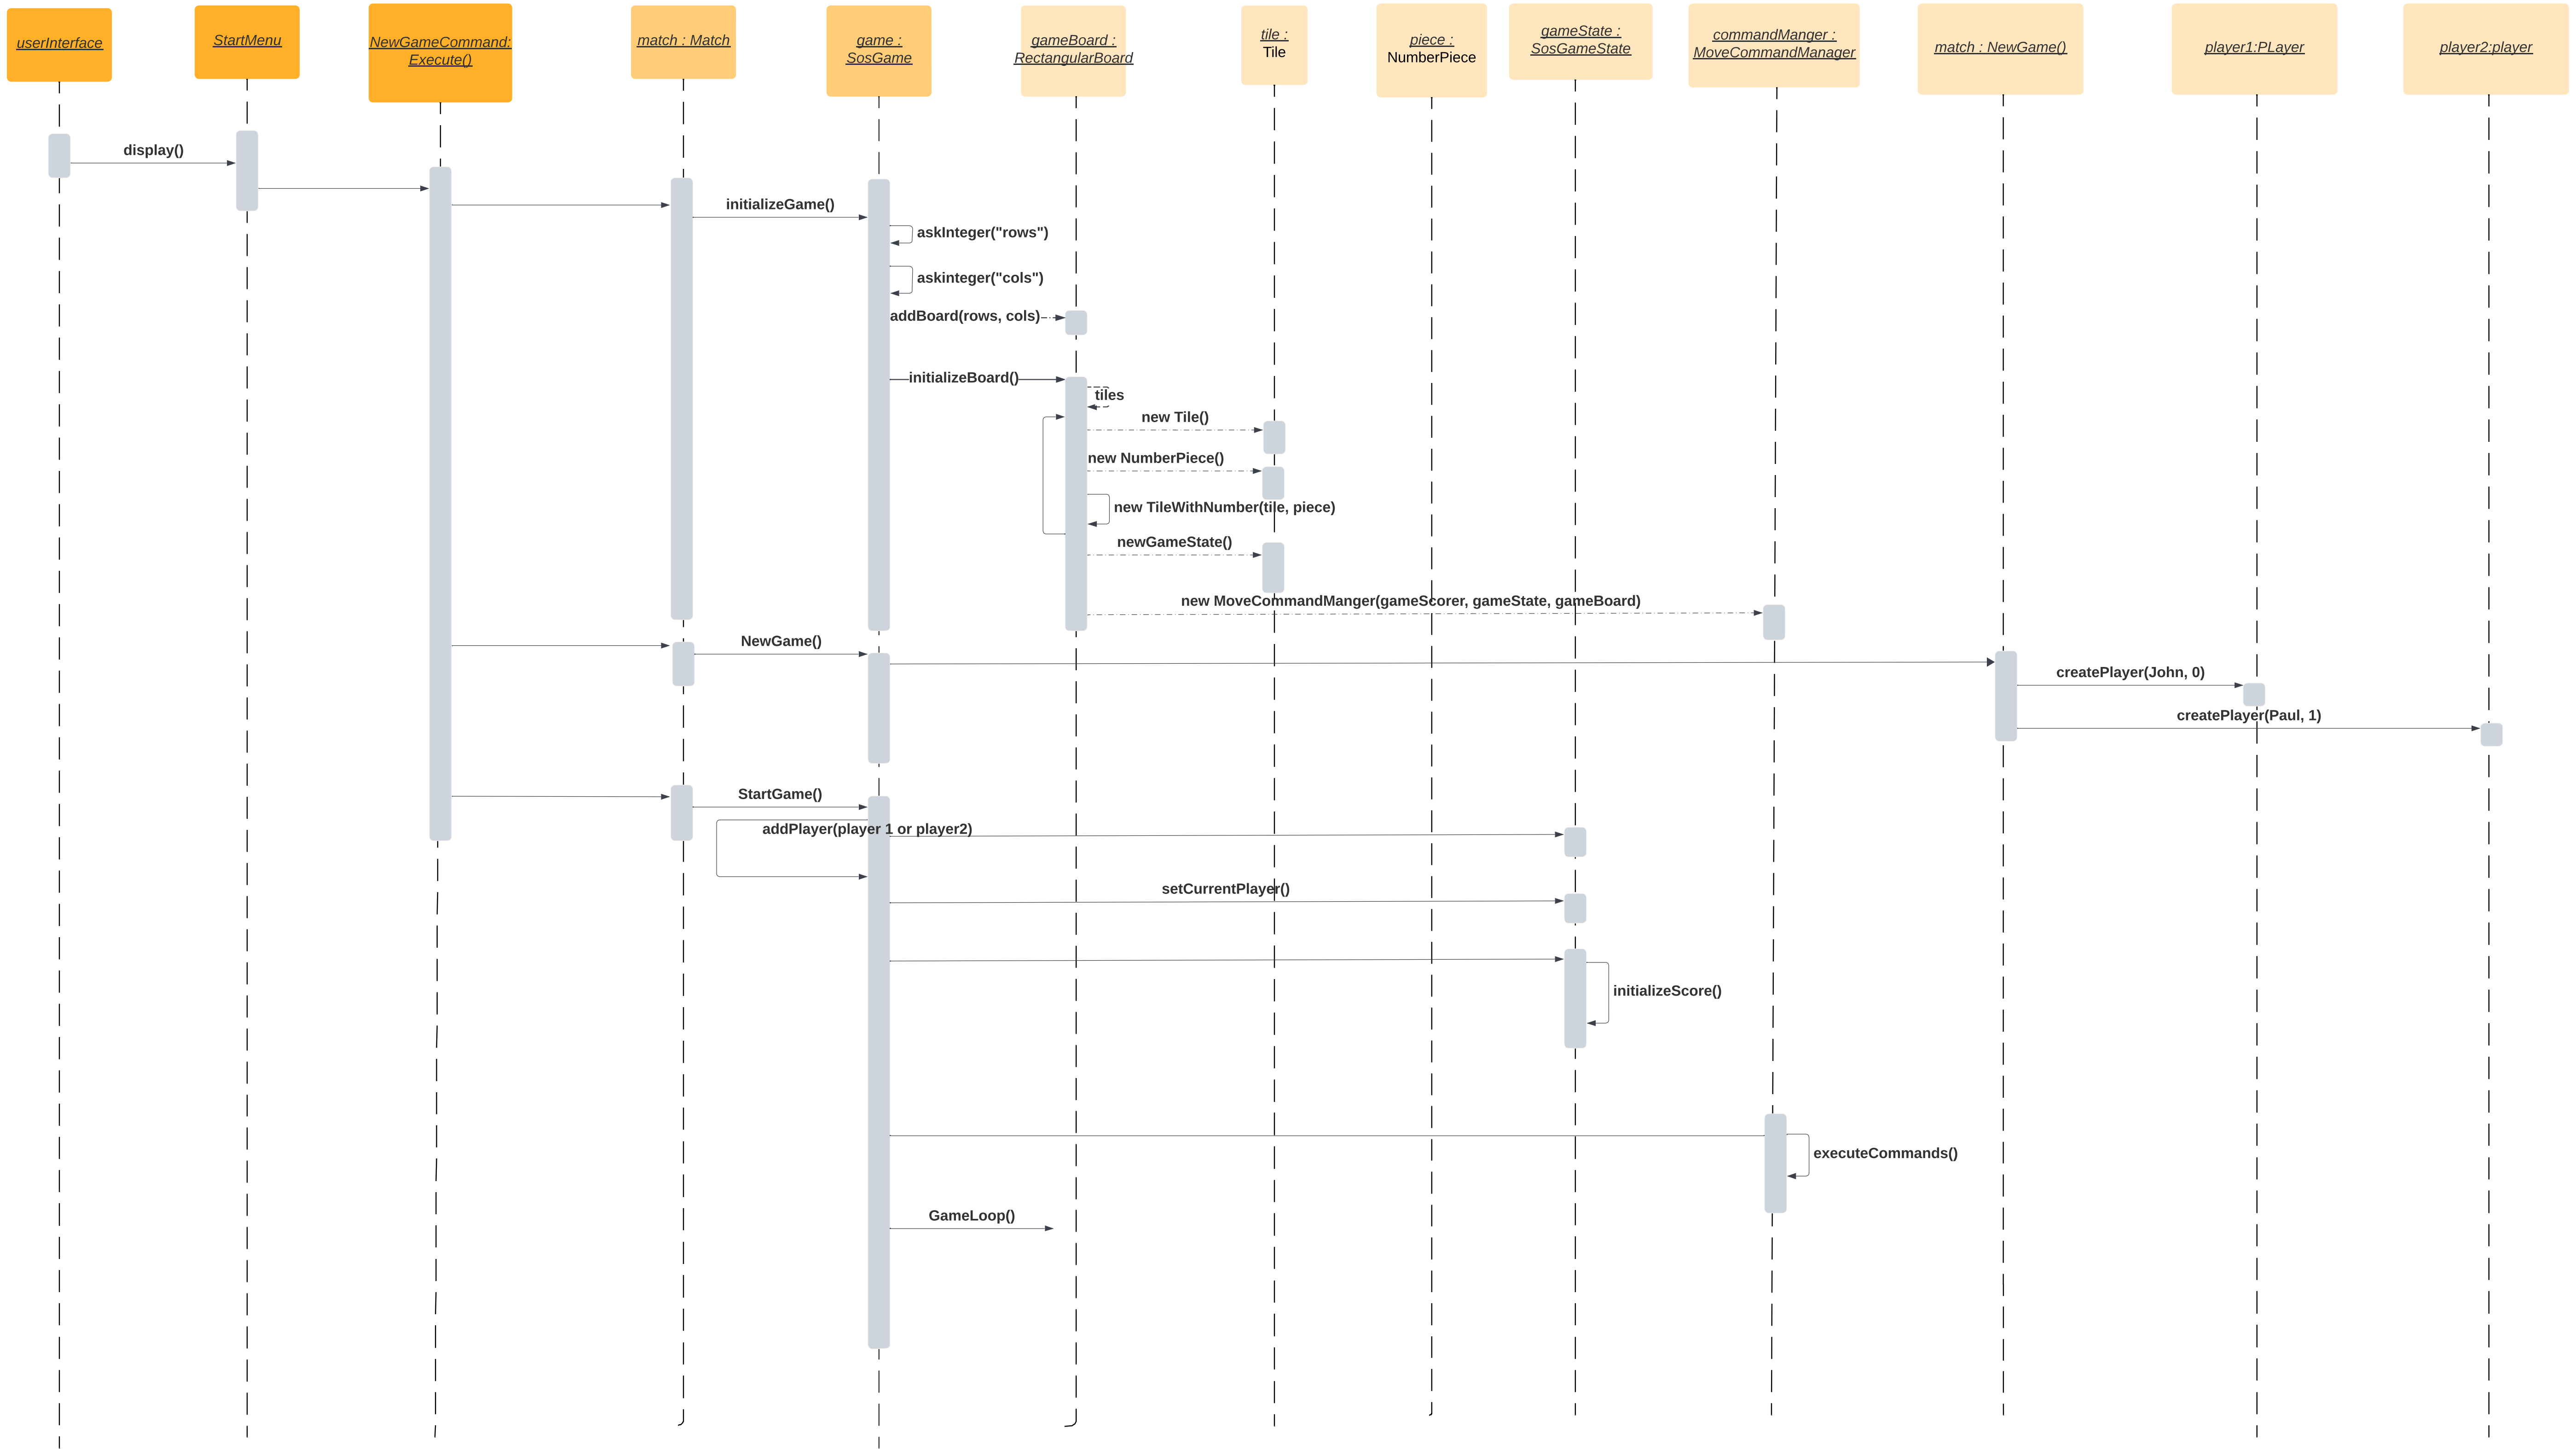 userInterface
StartMenu
NewGameCommand:
Execute()
match : Match
game :
SosGame
gameBoard :
RectangularBoard
tile :
Tile
piece :
NumberPiece
gameState :
SosGameState
commandManger :
MoveCommandManager
match : NewGame()
player1:PLayer
player2:player
display()
initializeGame()
askInteger("rows")
askinteger("cols")
addBoard(rows, cols)
initializeBoard()
tiles
new Tile()
new NumberPiece()
new TileWithNumber(tile, piece)
newGameState()
new MoveCommandManger(gameScorer, gameState, gameBoard)
NewGame()
createPlayer(John, 0)
createPlayer(Paul, 1)
StartGame()
addPlayer(player 1 or player2)
setCurrentPlayer()
initializeScore()
executeCommands()
GameLoop()